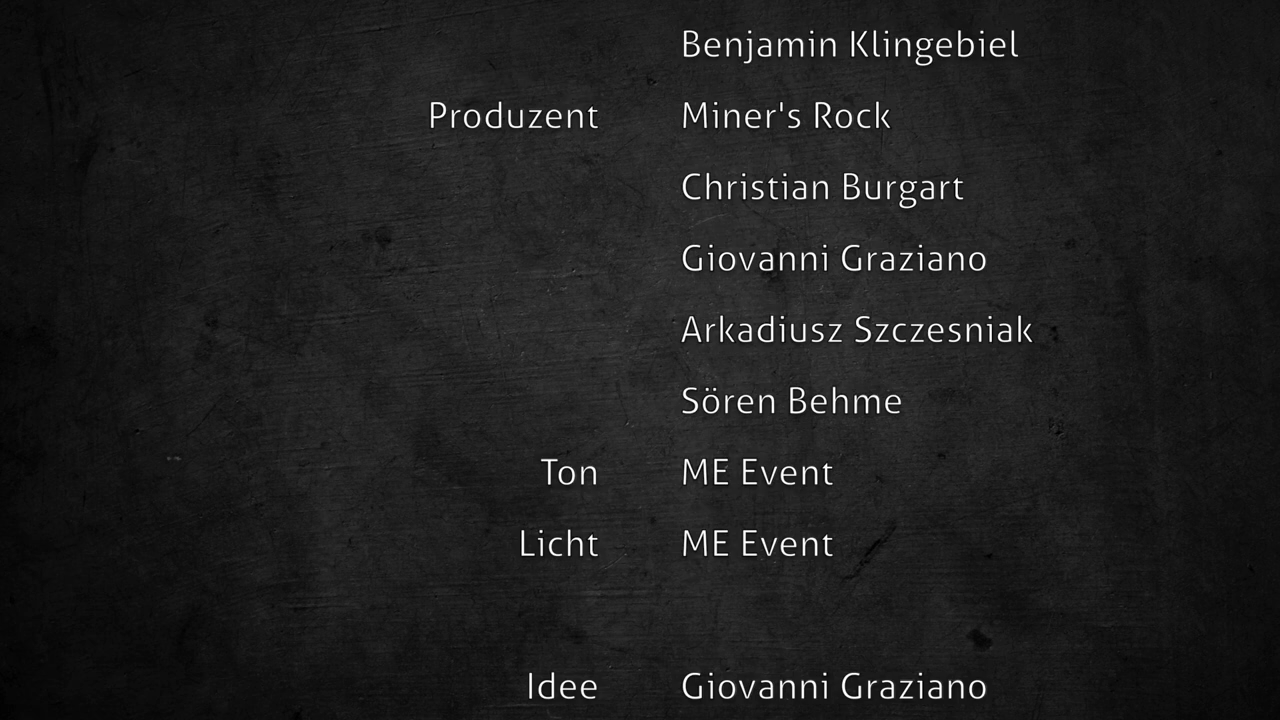 Benjamin Klingebiel
Produzent Miner's Rock
Christian Burgart
Giovanni Graziano
Arkadiusz Szczesniak
Sören Behme
Ton ME Event
Licht ME Event
Idee Giovanni Graziano